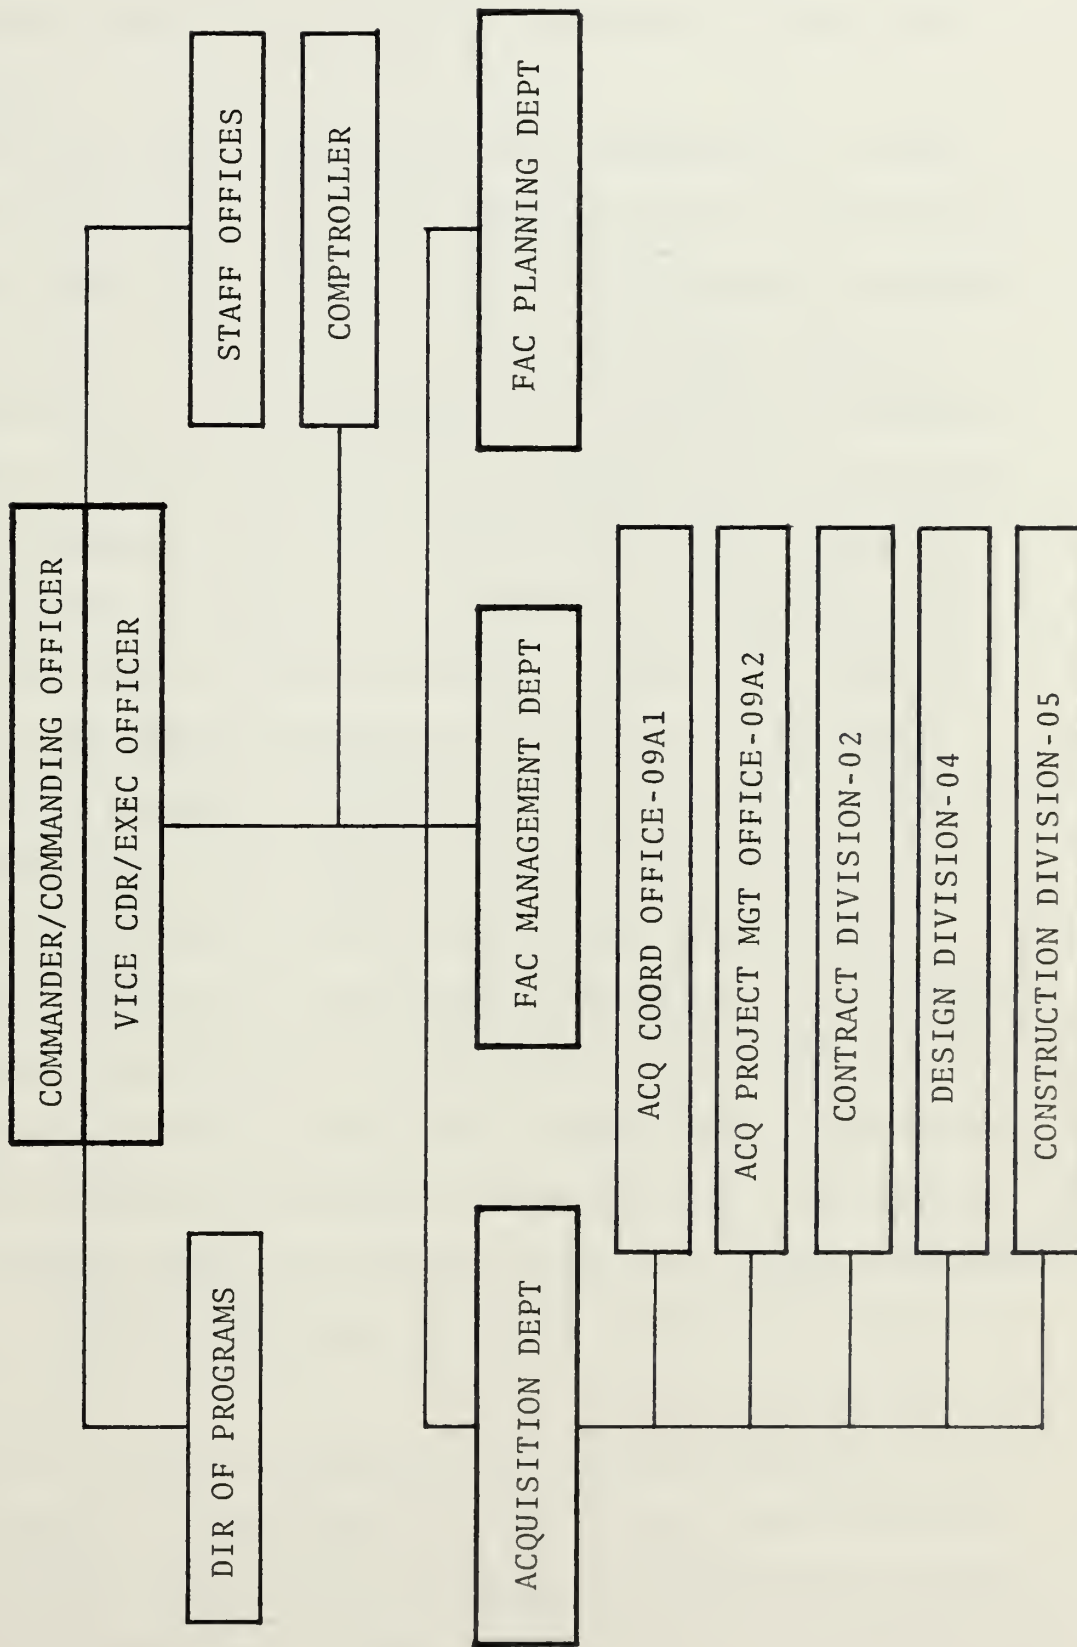 COMMANDER/COMMANDING OFFICER
VICE CDR/EXEC OFFICER
DIR OF PROGRAMS
STAFF OFFICES
COMPTROLLER
ACQUISITION DEPT
FAC MANAGEMENT DEPT
FAC PLANNING DEPT
ACQ COORD OFFICE-09A1
ACQ PROJECT MGT OFFICE-09A2
CONTRACT DIVISION-02
DESIGN DIVISION-04
CONSTRUCTION DIVISION-05